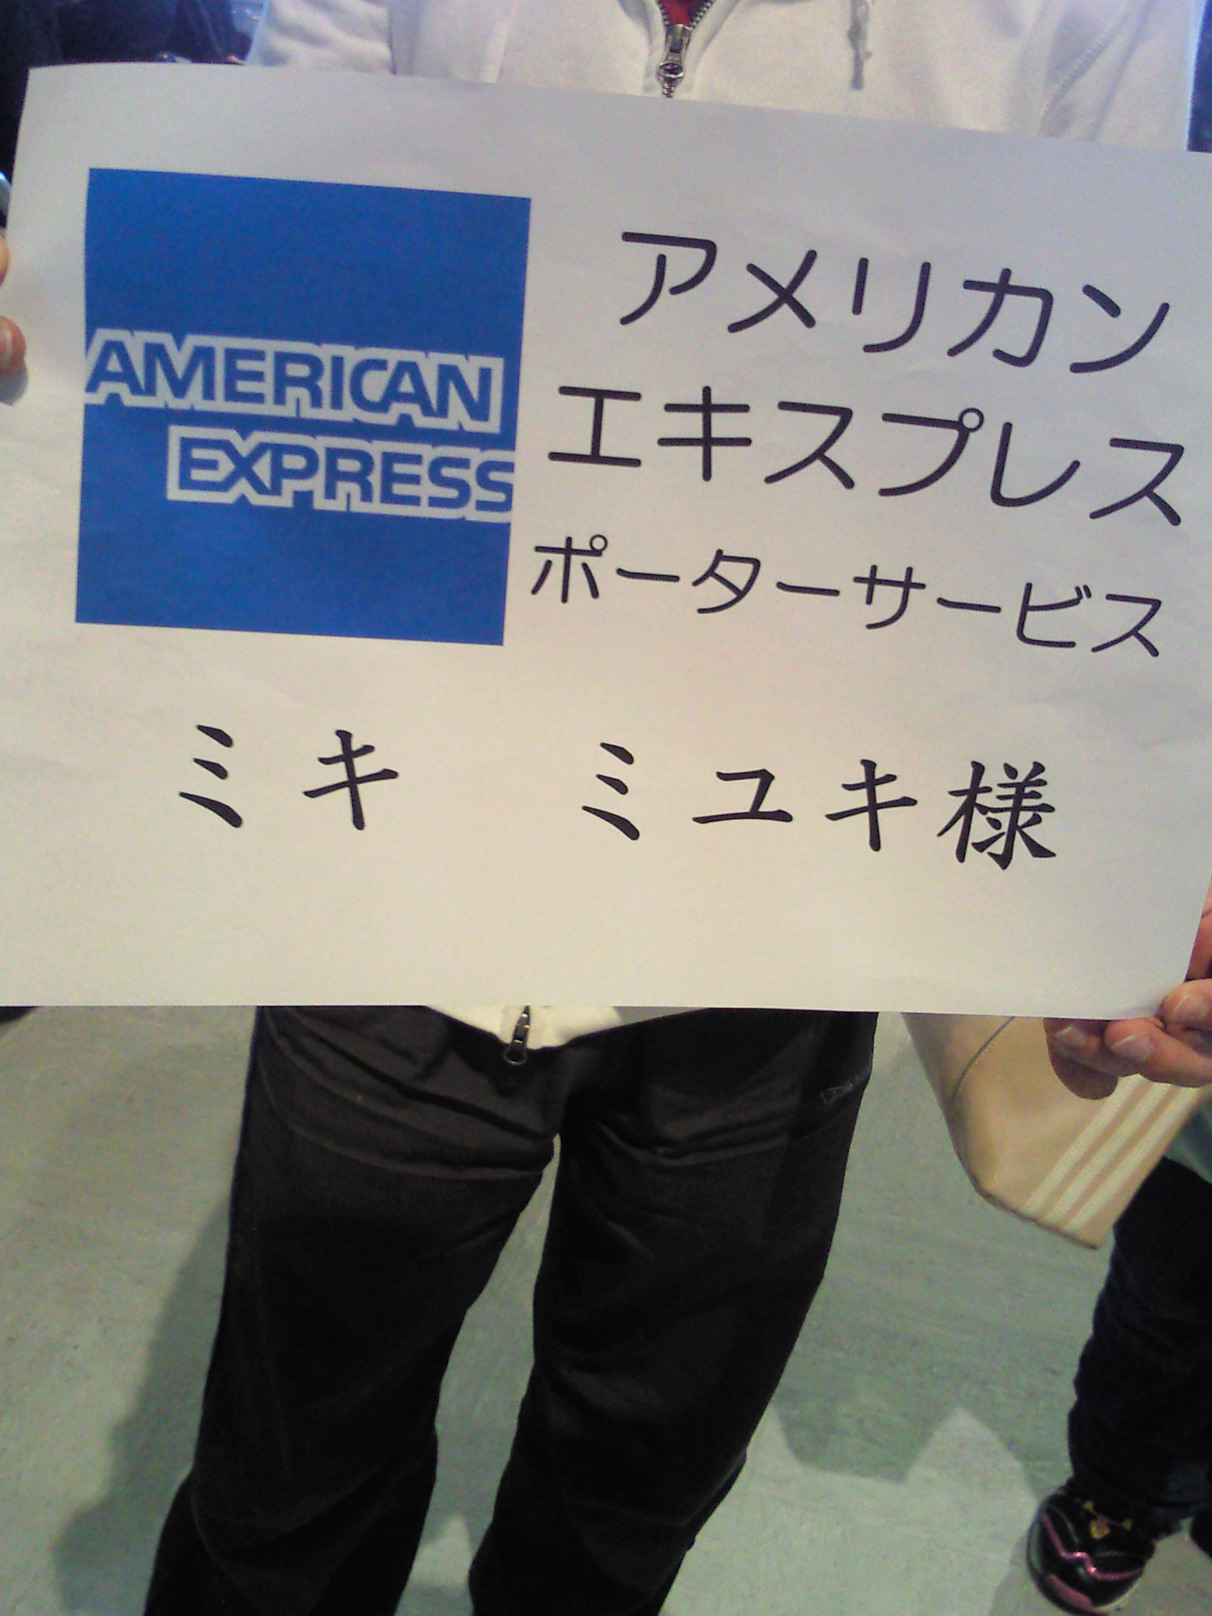 AMERICAN
EXPRESS
アメリカン
エキスプレス
ポーターサービス
ミキ　ミユキ様